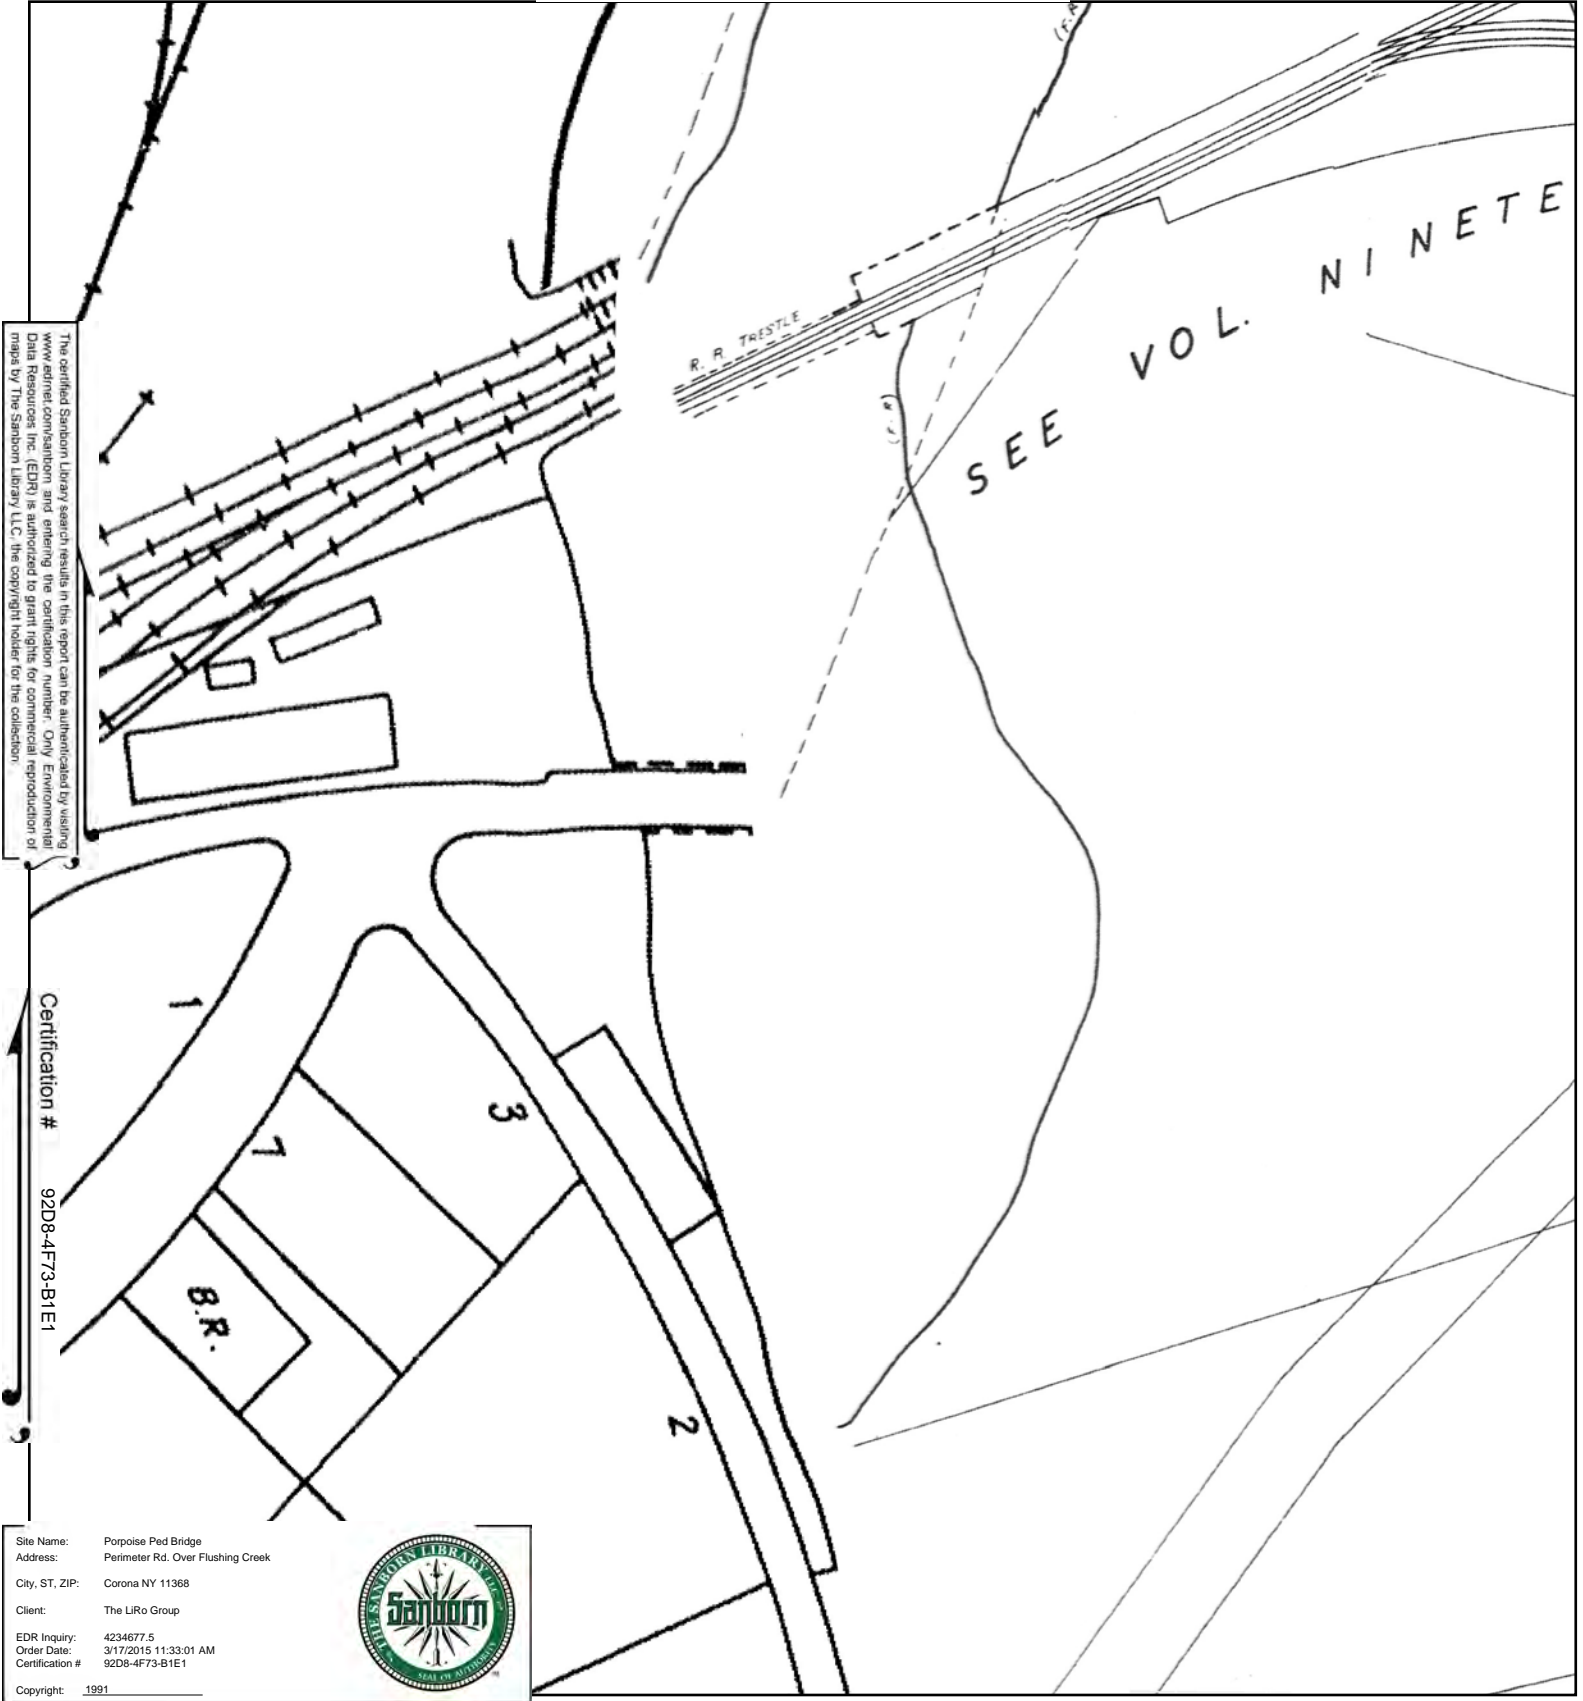 (F.R
R. R. TRESTLE
SEE VOL. NINETE
The certified Sanborn Library search results in this report can be authenticated by visiting
www.edrnet.com/sanborn and entering the certification number. Only Environmental
Data Resources Inc. (EDR) is authorized to grant rights for commercial reproduction of
maps by The Sanborn Library LLC, the copyright holder for the collection.
Certification # 92D8-4F73-B1E1
1
3
7
B.R.
2
Site Name: Porpoise Ped Bridge
Address: Perimeter Rd. Over Flushing Creek
City, ST, ZIP: Corona NY 11368
Client: The LiRo Group
EDR Inquiry: 4234677.5
Order Date: 3/17/2015 11:33:01 AM
Certification # 92D8-4F73-B1E1
Copyright: 1991
THE SANBORN LIBRARY, LLC
Sanborn
SEAL OF AUTHORITY